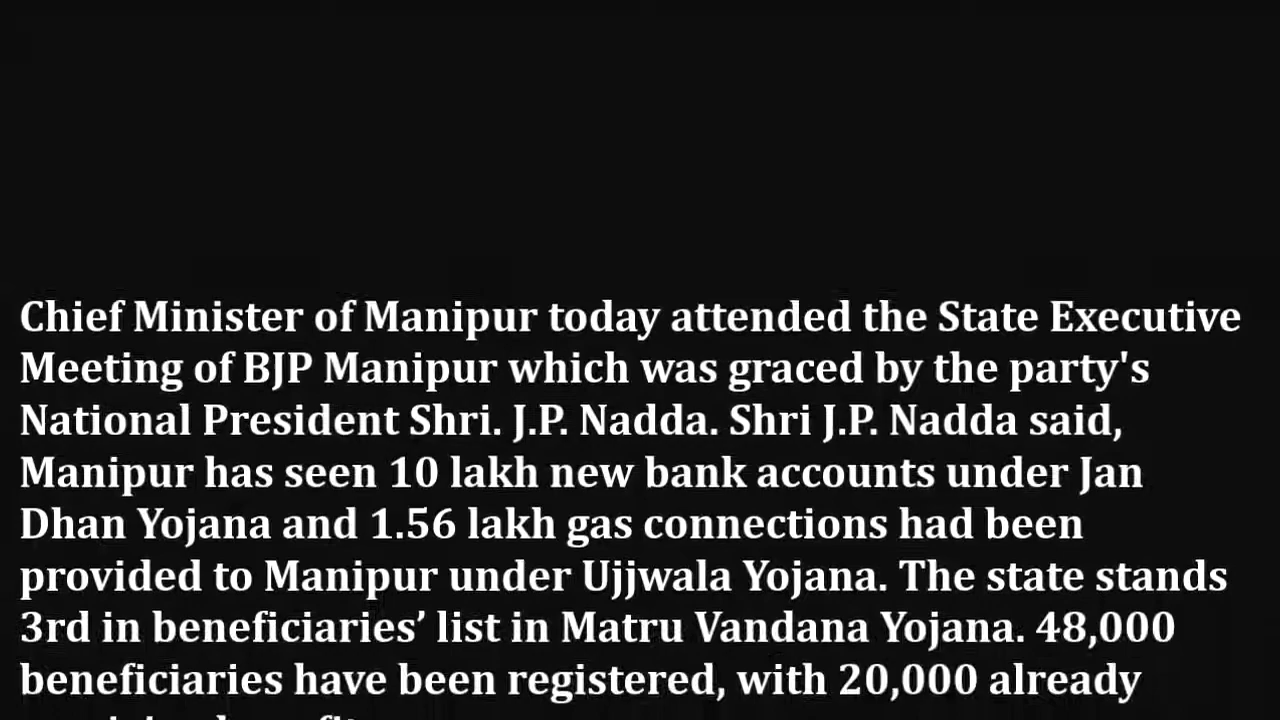 Chief Minister of Manipur today attended the State Executive
Meeting of BJP Manipur which was graced by the party's
National President Shri. J.P. Nadda. Shri J.P. Nadda said,
Manipur has seen 10 lakh new bank accounts under Jan
Dhan Yojana and 1.56 lakh gas connections had been
provided to Manipur under Ujjwala Yojana. The state stands
3rd in beneficiaries’ list in Matru Vandana Yojana. 48,000
beneficiaries have been registered, with 20,000 already